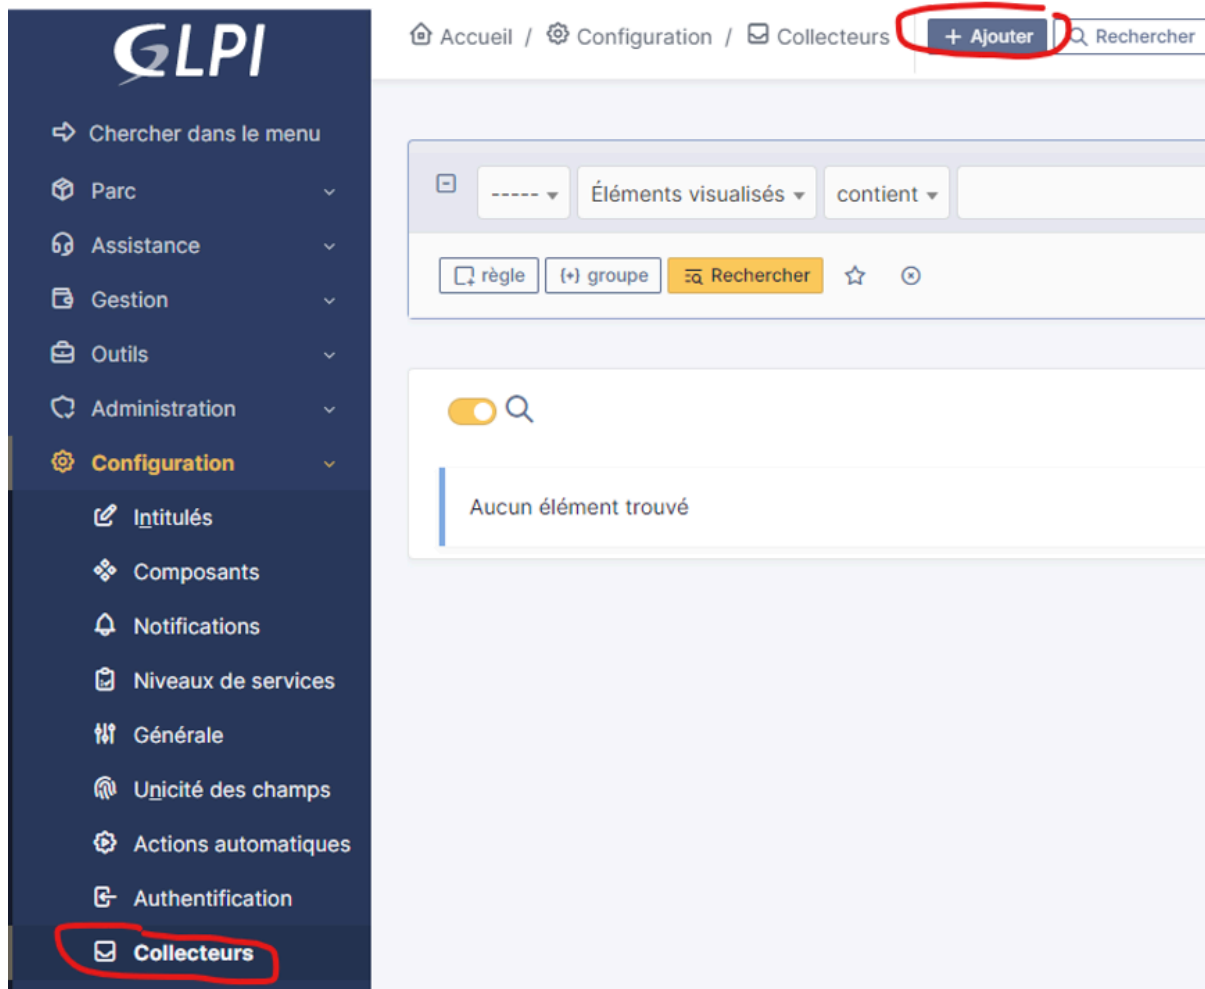 GLPI
Chercher dans le menu
Parc
Assistance
Gestion
Outils
Administration
Configuration
Intitulés
Composants
Notifications
Niveaux de services
Générale
Unicité des champs
Actions automatiques
Authentification
Collecteurs
Accueil / Configuration / Collecteurs + Ajouter Rechercher
----- Éléments visualisés contient
règle {+} groupe Rechercher
Aucun élément trouvé